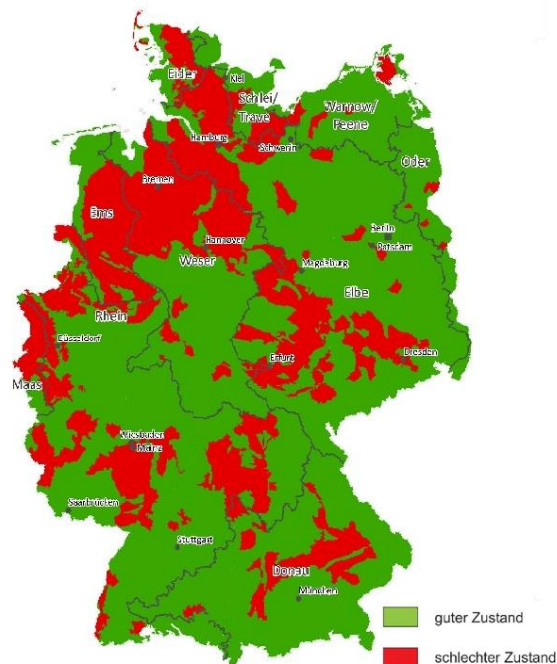 Eider
Kiel
Schlei/
Trave
Warnow/
Peene
Hamburg
Schwerin
Oder
Bremen
Ems
Berlin
Potsdam
Hannover
Weser
Magdeburg
Elbe
Rhein
Düsseldorf
Dresden
Erfurt
Maas
Wiesbaden
Mainz
Saarbrücken
Stuttgart
Donau
München
guter Zustand
schlechter Zustand